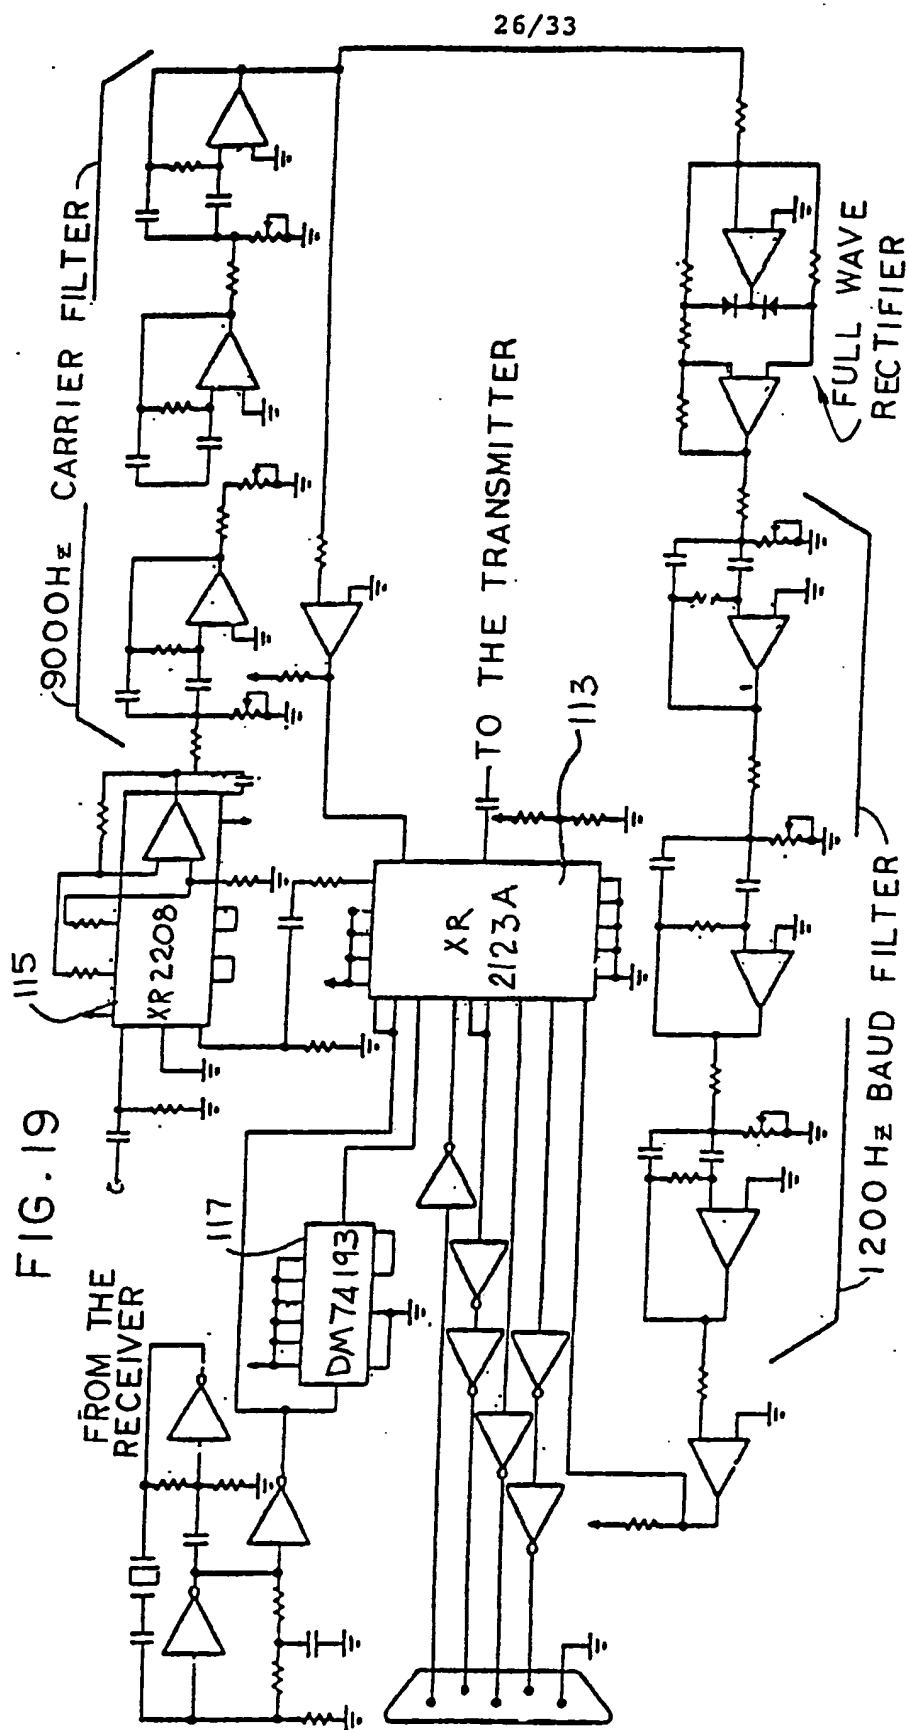 26/33
FIG. 19
FROM THE
RECEIVER
117
DM74193
115
XR2208
9000Hz CARRIER FILTER
XR
2123A
113
TO THE TRANSMITTER
FULL WAVE
RECTIFIER
1200Hz BAUD FILTER